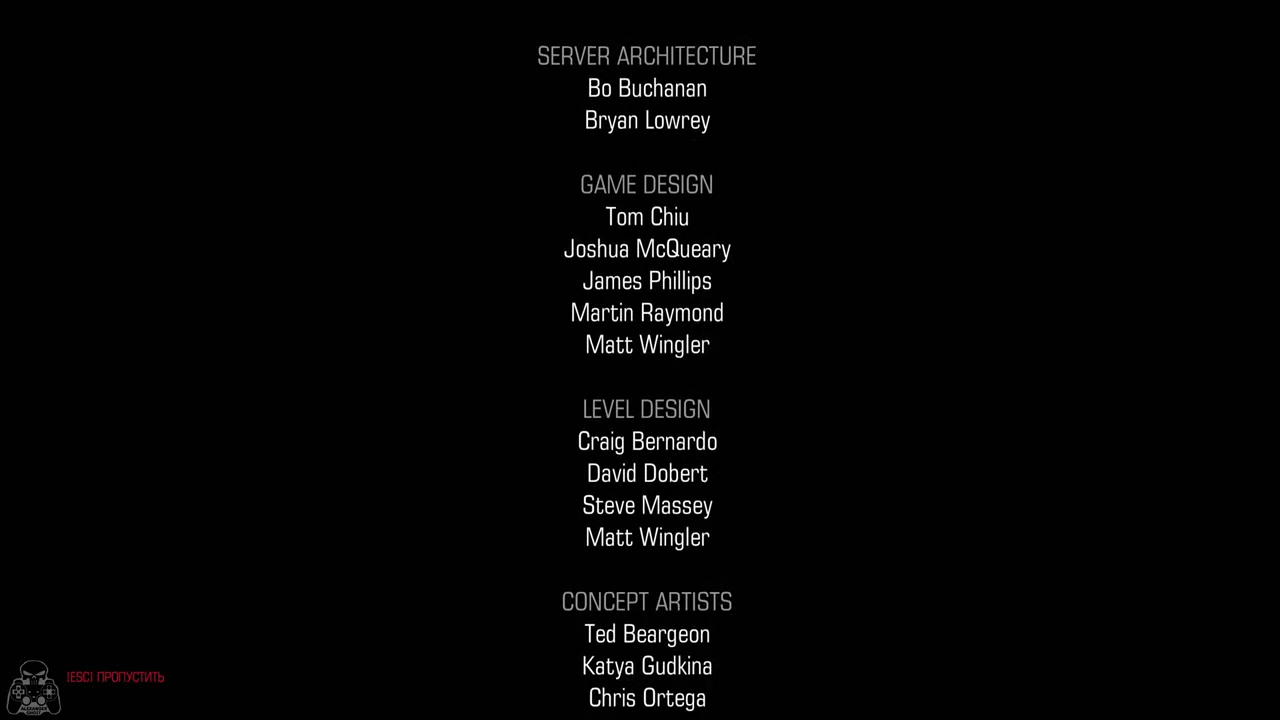 SERVER ARCHITECTURE
Bo Buchanan
Bryan Lowrey
GAME DESIGN
Tom Chiu
Joshua McQueary
James Phillips
Martin Raymond
Matt Wingler
LEVEL DESIGN
Craig Bernardo
David Dobert
Steve Massey
Matt Wingler
CONCEPT ARTISTS
Ted Beargeon
Katya Gudkina
Chris Ortega
[ESC] ПРОПУСТИТЬ